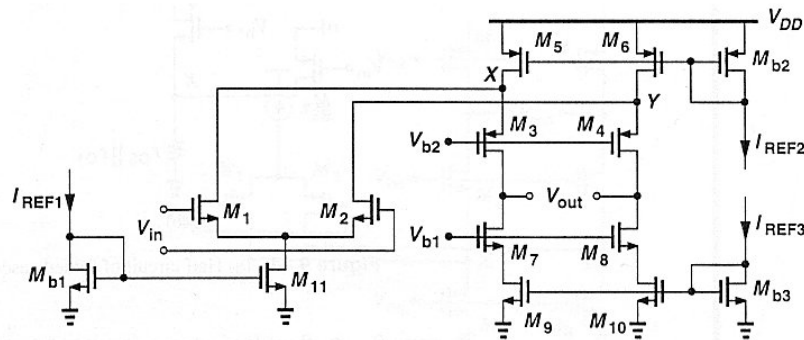 V_DD
M_5 M_6 M_b2
X Y
V_b2 M_3 M_4 I_REF2
I_REF1 V_in M_1 M_2 V_out I_REF3
V_b1 M_7 M_8
M_b1 M_11 M_9 M_10 M_b3